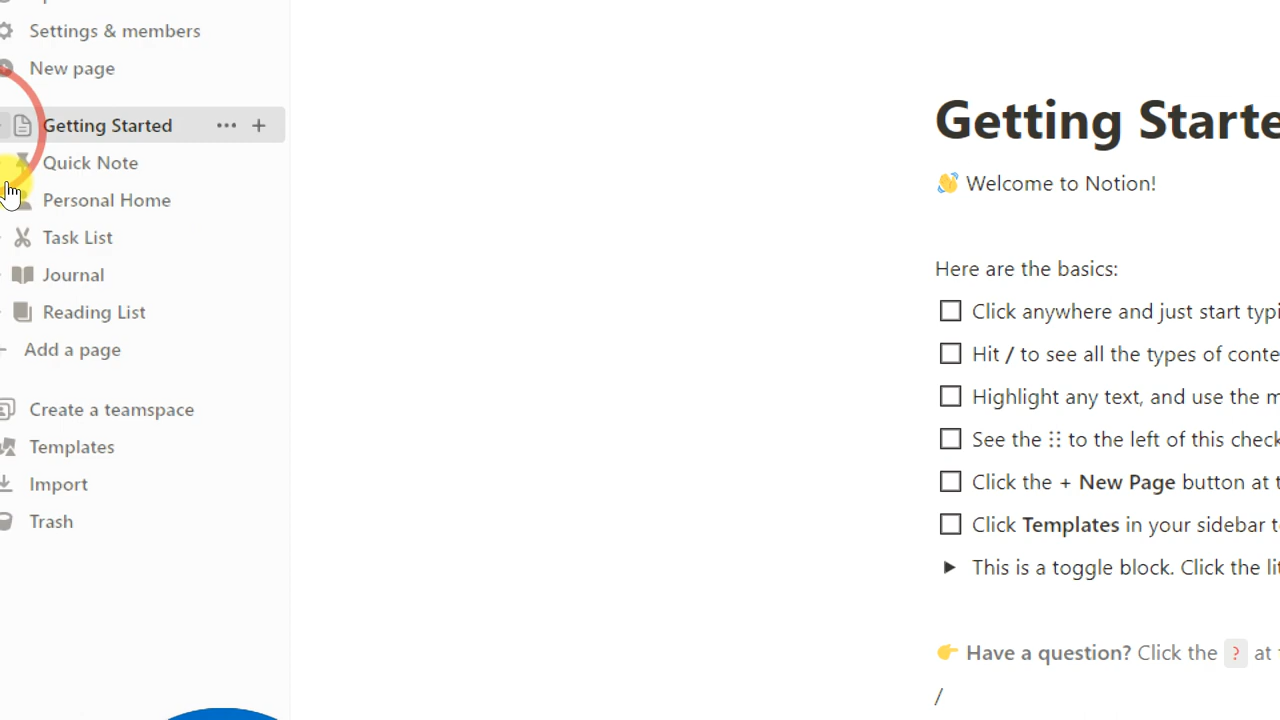 Settings & members
New page
Getting Started
Quick Note
Personal Home
Task List
Journal
Reading List
Add a page
Create a teamspace
Templates
Import
Trash
Getting Starte
👋 Welcome to Notion!
Here are the basics:
Click anywhere and just start typi
Hit / to see all the types of conte
Highlight any text, and use the m
See the ⠿ to the left of this check
Click the + New Page button at t
Click Templates in your sidebar t
This is a toggle block. Click the lit
👉 Have a question? Click the ? at
/